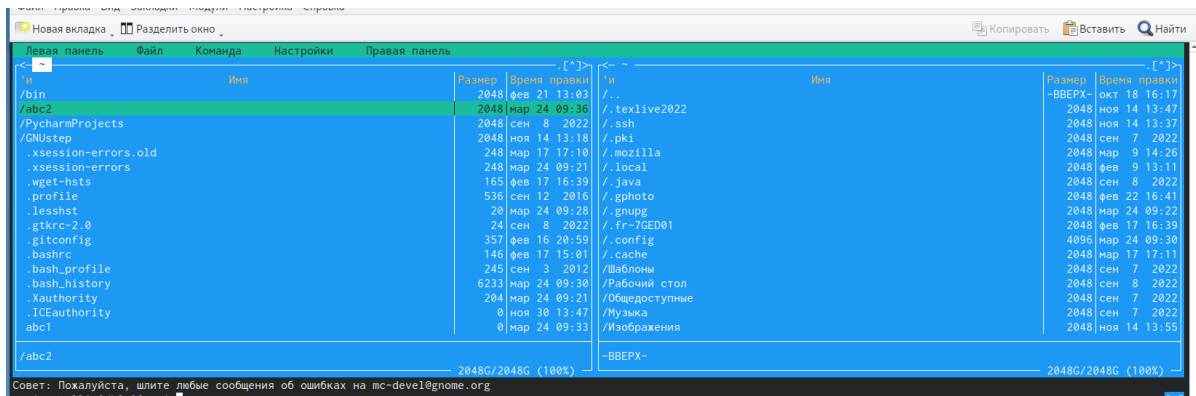 Файл Правка Вид Закладки Модули Настройка Справка
Новая вкладка Разделить окно Копировать Вставить Найти
Левая панель Файл Команда Настройки Правая панель
<- ~ .[^]> <- ~ .[^]>
'и Имя Размер Время правки 'и Имя Размер Время правки
/bin 2048 фев 21 13:03 /.. -ВВЕРХ- окт 18 16:17
/abc2 2048 мар 24 09:36 /.texlive2022 2048 ноя 14 13:47
/PycharmProjects 2048 сен 8 2022 /.ssh 2048 ноя 14 13:37
/GNUstep 2048 ноя 14 13:18 /.pki 2048 сен 7 2022
.xsession-errors.old 248 мар 17 17:10 /.mozilla 2048 мар 9 14:26
.xsession-errors 248 мар 24 09:21 /.local 2048 фев 9 13:11
.wget-hsts 165 фев 17 16:39 /.java 2048 сен 8 2022
.profile 536 сен 12 2016 /.gphoto 2048 фев 22 16:41
.lesshst 20 мар 24 09:28 /.gnupg 2048 мар 24 09:22
.gtkrc-2.0 24 сен 8 2022 /.fr-7GED01 2048 фев 17 16:39
.gitconfig 357 фев 16 20:59 /.config 4096 мар 24 09:30
.bashrc 146 фев 17 15:01 /.cache 2048 мар 17 17:11
.bash_profile 245 сен 3 2012 /Шаблоны 2048 сен 7 2022
.bash_history 6233 мар 24 09:30 /Рабочий стол 2048 сен 8 2022
.Xauthority 204 мар 24 09:21 /Общедоступные 2048 сен 7 2022
.ICEauthority 0 ноя 30 13:47 /Музыка 2048 сен 7 2022
abc1 0 мар 24 09:33 /Изображения 2048 ноя 14 13:55
/abc2 -ВВЕРХ-
2048G/2048G (100%) 2048G/2048G (100%)
Совет: Пожалуйста, шлите любые сообщения об ошибках на mc-devel@gnome.org